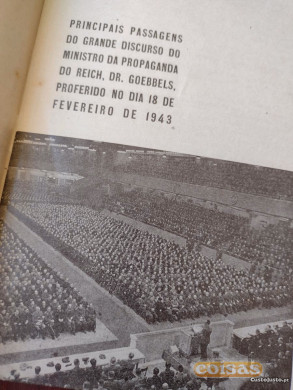 PRINCIPAIS PASSAGENS
DO GRANDE DISCURSO DO
MINISTRO DA PROPAGANDA
DO REICH, DR. GOEBBELS,
PROFERIDO NO DIA 18 DE
FEVEREIRO DE 1943
coisas